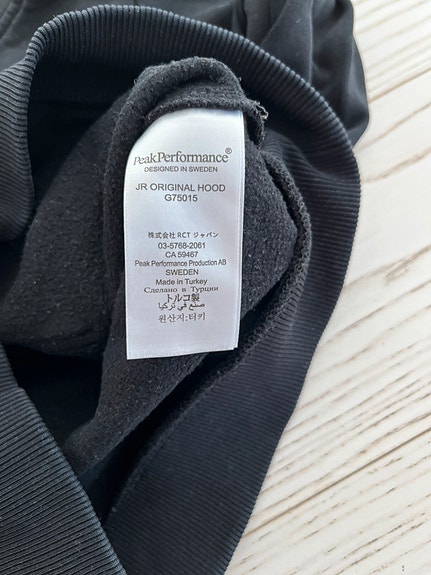 PeakPerformance®
DESIGNED IN SWEDEN
JR ORIGINAL HOOD
G75015
株式会社 RCT ジャパン
03-5768-2061
CA 59467
Peak Performance Production AB
SWEDEN
Made in Turkey
Сделано в Турции
トルコ製
صنع في تركيا
원산지:터키